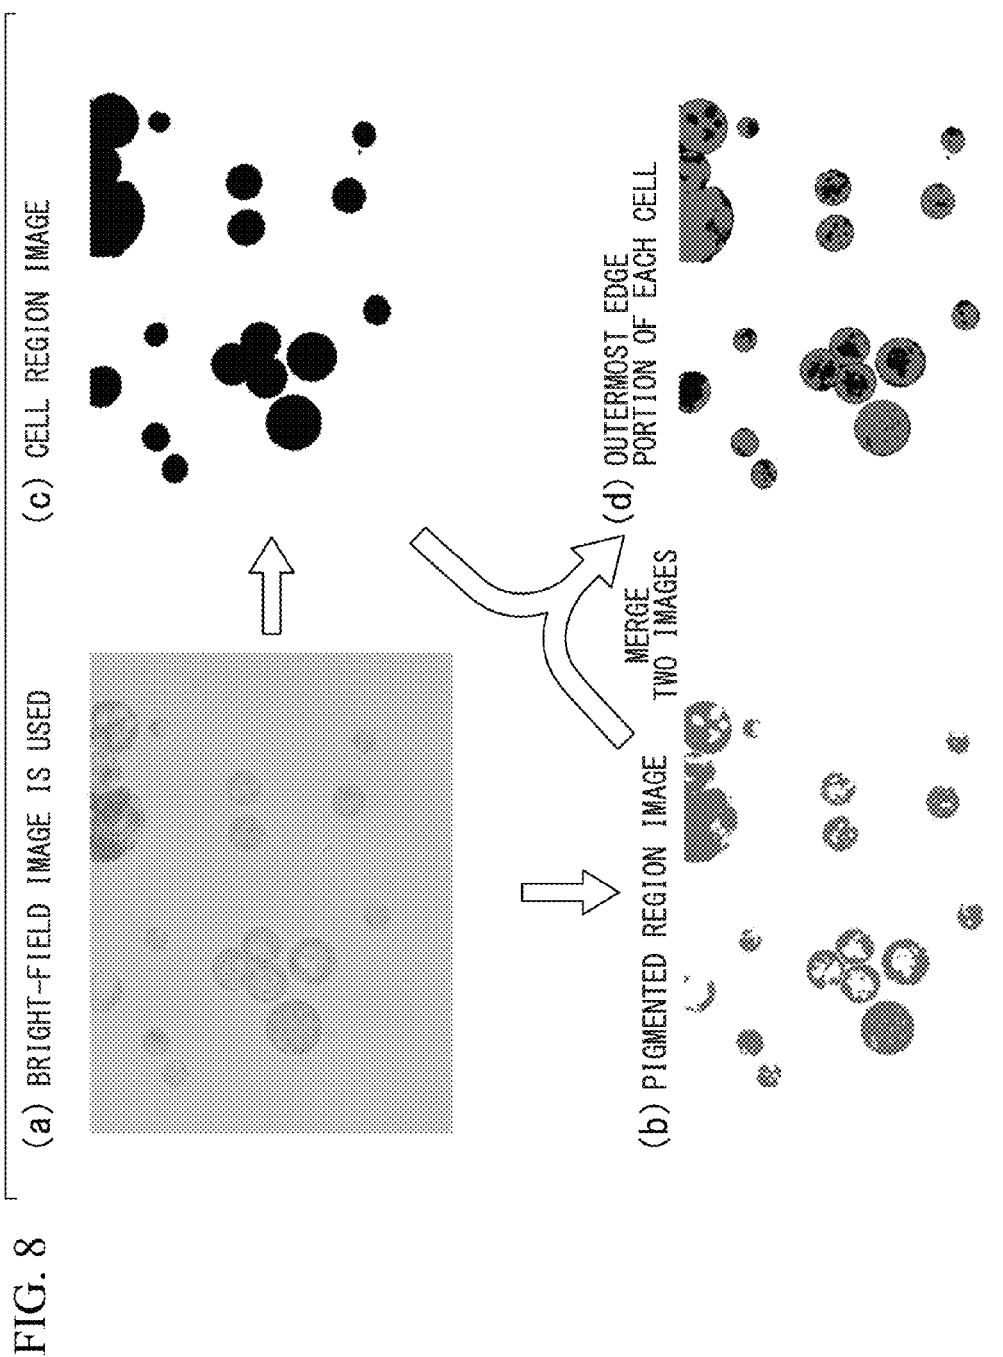 FIG. 8
(a) BRIGHT-FIELD IMAGE IS USED
(c) CELL REGION IMAGE
(b) PIGMENTED REGION IMAGE
MERGE
TWO IMAGES
(d) OUTERMOST EDGE
PORTION OF EACH CELL